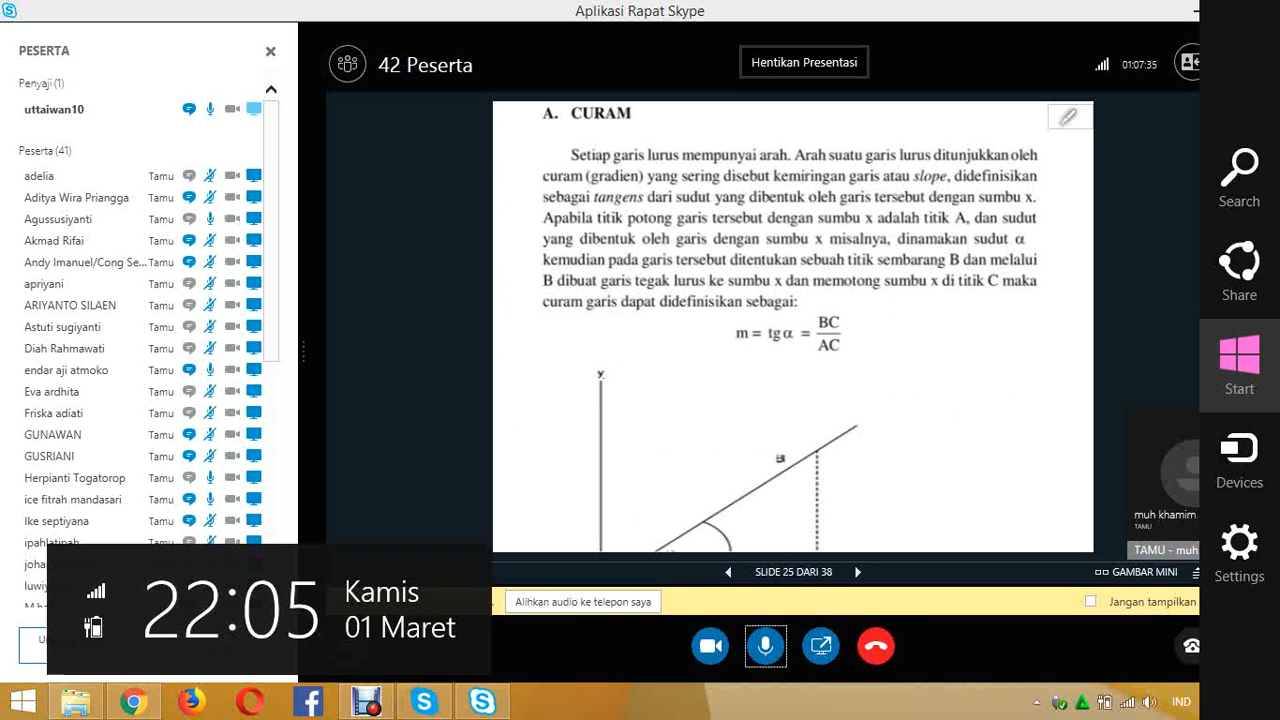 Aplikasi Rapat Skype
PESERTA
Penyaji (1)
uttaiwan10
Peserta (41)
adelia Tamu
Aditya Wira Priangga Tamu
Agussusiyanti Tamu
Akmad Rifai Tamu
Andy Imanuel/Cong Se... Tamu
apriyani Tamu
ARIYANTO SILAEN Tamu
Astuti sugiyanti Tamu
Diah Rahmawati Tamu
endar aji atmoko Tamu
Eva ardhita Tamu
Friska adiati Tamu
GUNAWAN Tamu
GUSRIANI Tamu
Herpianti Togatorop Tamu
ice fitrah mandasari Tamu
Ike septiyana Tamu
ipahlatipah Tamu
joha
luwiy
42 Peserta
Hentikan Presentasi
01:07:35
A. CURAM
Setiap garis lurus mempunyai arah. Arah suatu garis lurus ditunjukkan oleh
curam (gradien) yang sering disebut kemiringan garis atau slope, didefinisikan
sebagai tangens dari sudut yang dibentuk oleh garis tersebut dengan sumbu x.
Apabila titik potong garis tersebut dengan sumbu x adalah titik A, dan sudut
yang dibentuk oleh garis dengan sumbu x misalnya, dinamakan sudut α
kemudian pada garis tersebut ditentukan sebuah titik sembarang B dan melalui
B dibuat garis tegak lurus ke sumbu x dan memotong sumbu x di titik C maka
curam garis dapat didefinisikan sebagai:
m = tg α = BC
AC
y
B
muh khamim
TAMU
TAMU - muh
SLIDE 25 DARI 38
GAMBAR MINI
Alihkan audio ke telepon saya
Jangan tampilkan
22:05
Kamis
01 Maret
Search
Share
Start
Devices
Settings
IND